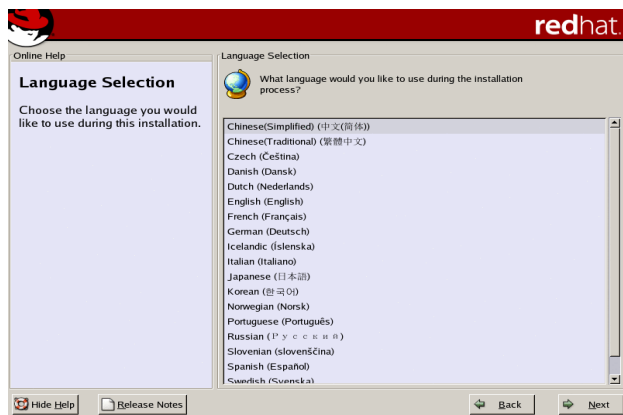 redhat.
Online Help
Language Selection
Choose the language you would
like to use during this installation.
Language Selection
What language would you like to use during the installation
process?
Chinese(Simplified) (中文(简体))
Chinese(Traditional) (繁體中文)
Czech (Čeština)
Danish (Dansk)
Dutch (Nederlands)
English (English)
French (Français)
German (Deutsch)
Icelandic (Íslenska)
Italian (Italiano)
Japanese (日本語)
Korean (한국어)
Norwegian (Norsk)
Portuguese (Português)
Russian (Русский)
Slovenian (slovenščina)
Spanish (Español)
Swedish (Svenska)
Hide Help
Release Notes
Back
Next